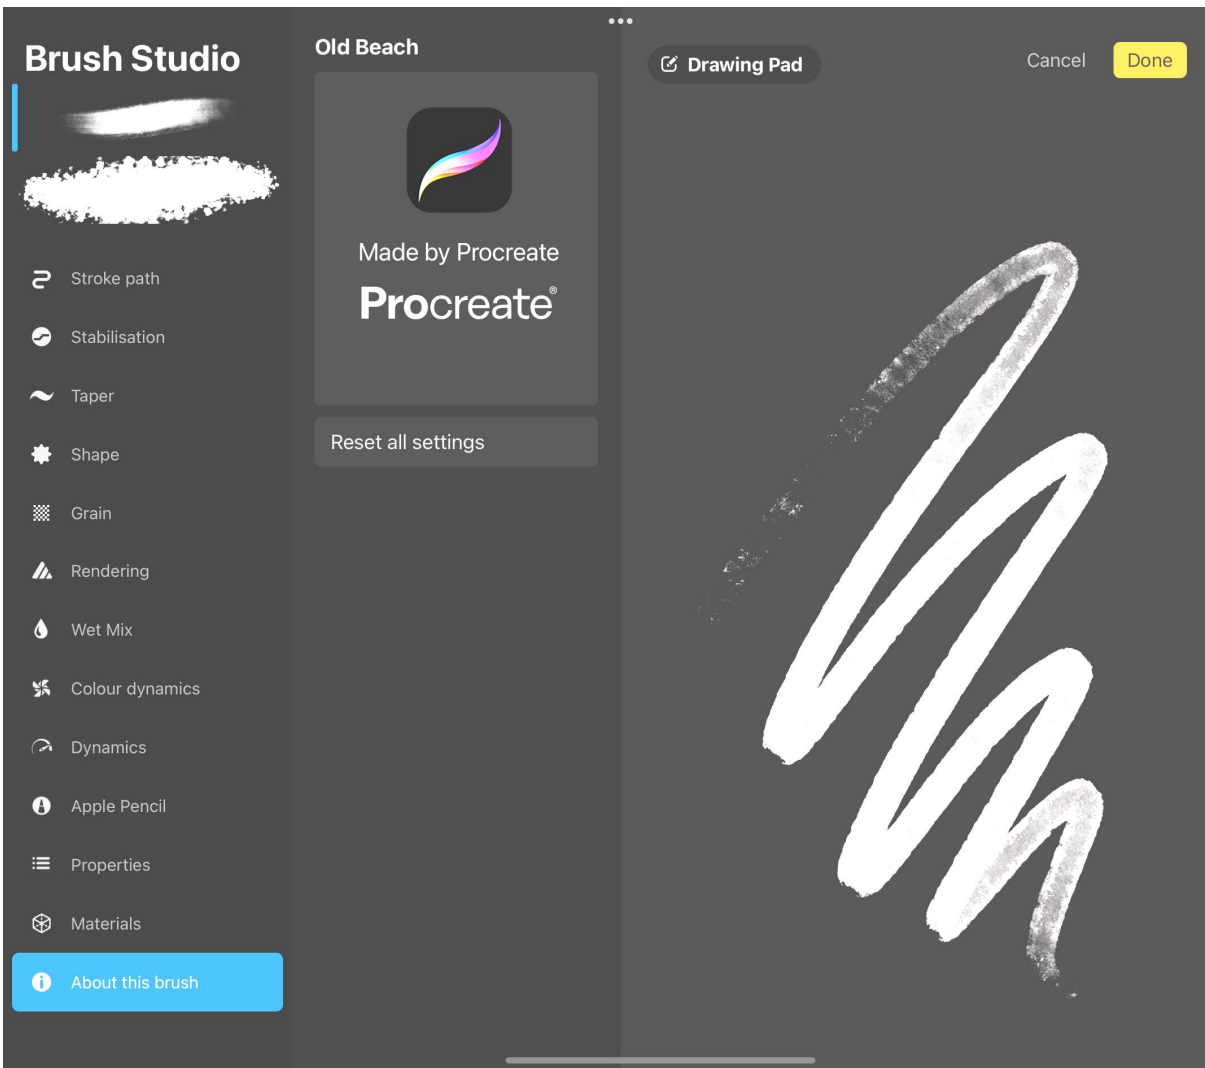 Brush Studio
Stroke path
Stabilisation
Taper
Shape
Grain
Rendering
Wet Mix
Colour dynamics
Dynamics
Apple Pencil
Properties
Materials
About this brush
Old Beach
Made by Procreate
Procreate®
Reset all settings
Drawing Pad
Cancel
Done